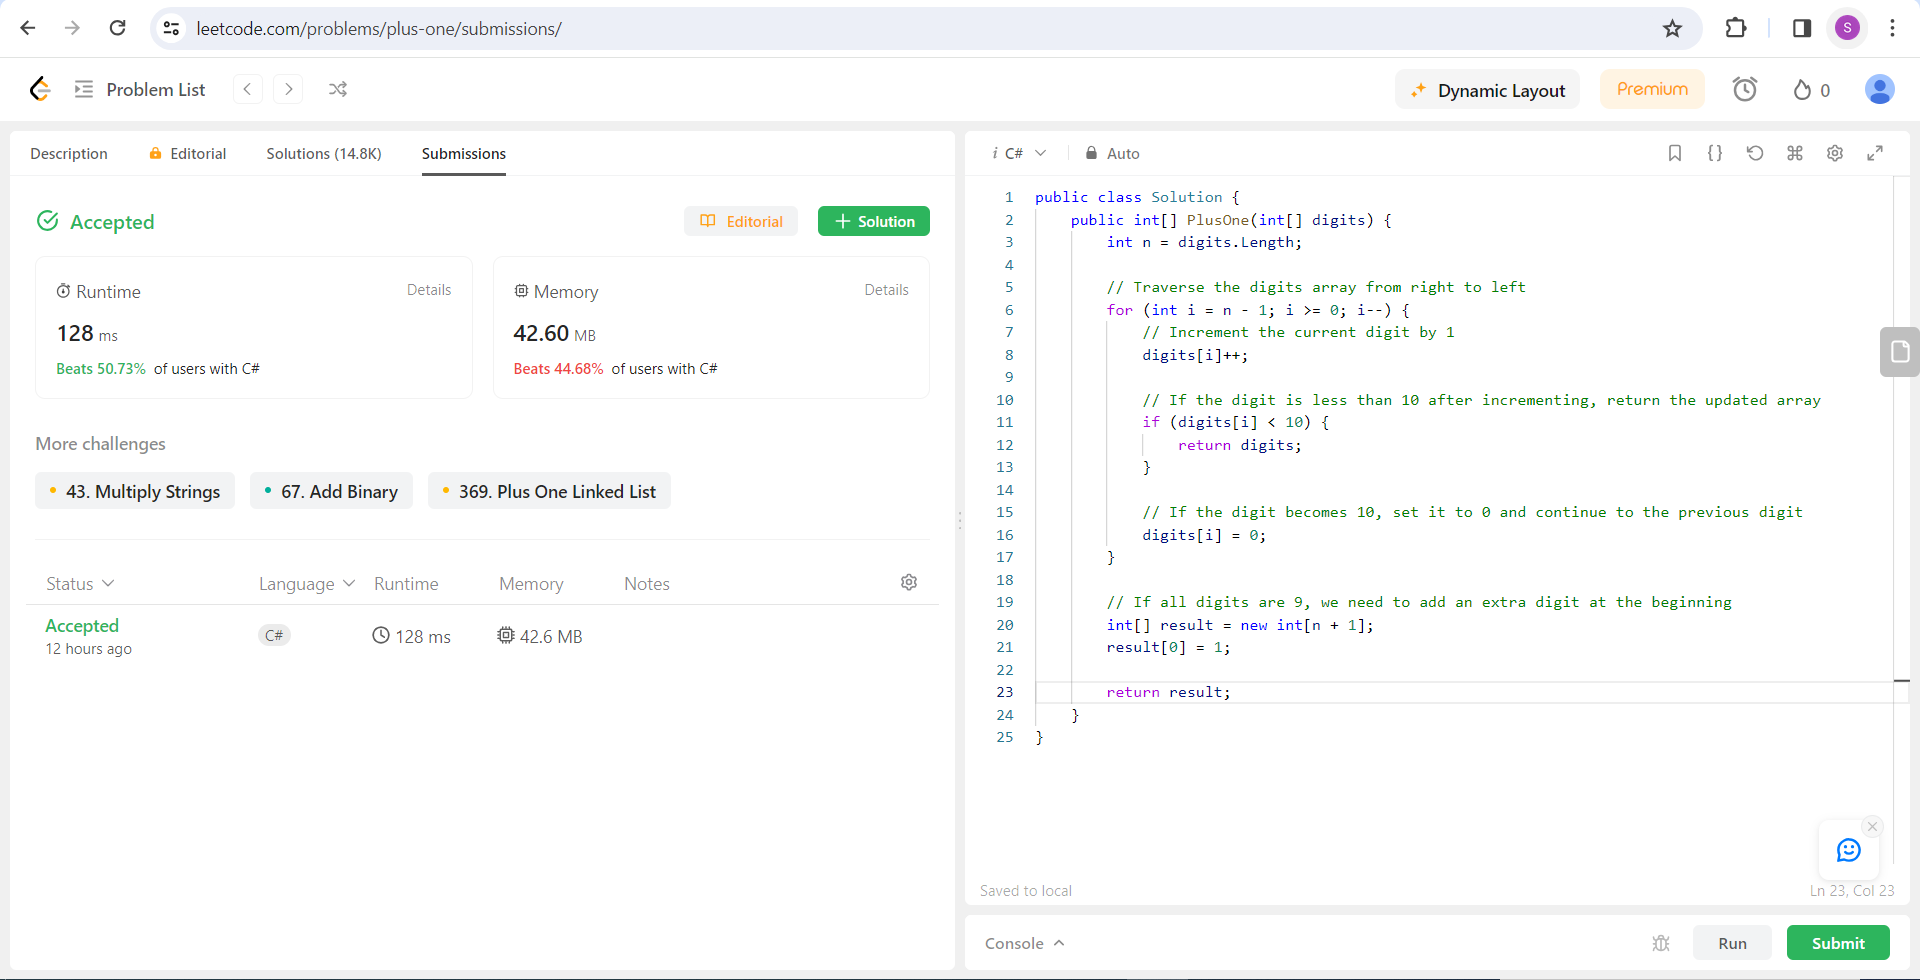 leetcode.com/problems/plus-one/submissions/
S
Problem List
Dynamic Layout
Premium
0
Description
Editorial
Solutions (14.8K)
Submissions
Accepted
Editorial
Solution
Runtime
Details
128 ms
Beats 50.73% of users with C#
Memory
Details
42.60 MB
Beats 44.68% of users with C#
More challenges
43. Multiply Strings
67. Add Binary
369. Plus One Linked List
Status
Language
Runtime
Memory
Notes
Accepted
12 hours ago
C#
128 ms
42.6 MB
i C#
Auto
1 public class Solution {
2     public int[] PlusOne(int[] digits) {
3         int n = digits.Length;
4
5         // Traverse the digits array from right to left
6         for (int i = n - 1; i >= 0; i--) {
7             // Increment the current digit by 1
8             digits[i]++;
9
10             // If the digit is less than 10 after incrementing, return the updated array
11             if (digits[i] < 10) {
12                 return digits;
13             }
14
15             // If the digit becomes 10, set it to 0 and continue to the previous digit
16             digits[i] = 0;
17         }
18
19         // If all digits are 9, we need to add an extra digit at the beginning
20         int[] result = new int[n + 1];
21         result[0] = 1;
22
23         return result;
24     }
25 }
Saved to local
Ln 23, Col 23
Console
Run
Submit